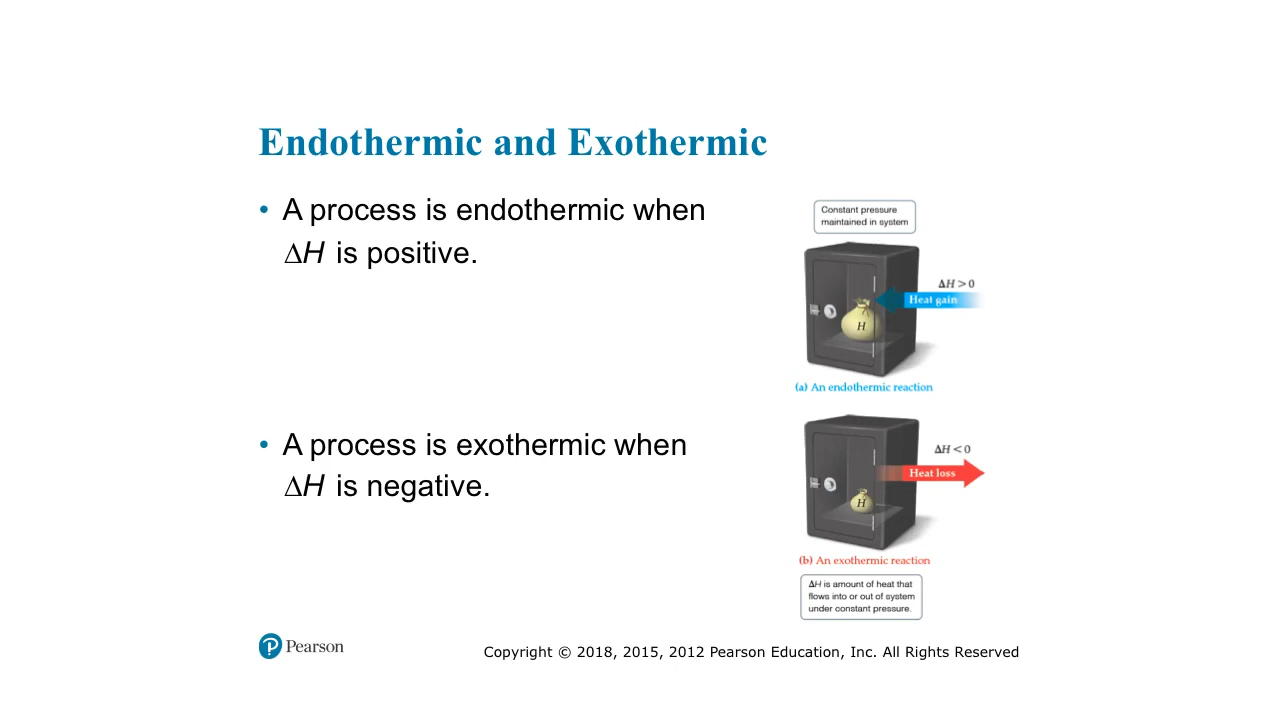 Endothermic and Exothermic
• A process is endothermic when
ΔH is positive.
Constant pressure
maintained in system
ΔH > 0
Heat gain
H
(a) An endothermic reaction
• A process is exothermic when
ΔH is negative.
ΔH < 0
Heat loss
H
(b) An exothermic reaction
ΔH is amount of heat that
flows into or out of system
under constant pressure.
P Pearson
Copyright © 2018, 2015, 2012 Pearson Education, Inc. All Rights Reserved